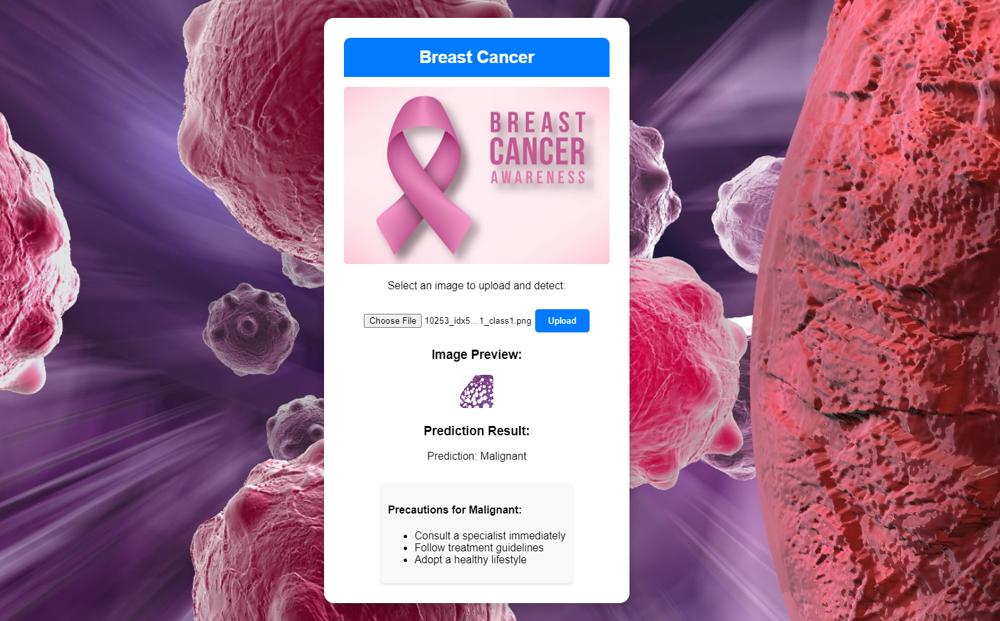 Breast Cancer
BREAST
CANCER
AWARENESS
Select an image to upload and detect:
Choose File 10253_idx5…1_class1.png Upload
Image Preview:
Prediction Result:
Prediction: Malignant
Precautions for Malignant:
• Consult a specialist immediately
• Follow treatment guidelines
• Adopt a healthy lifestyle